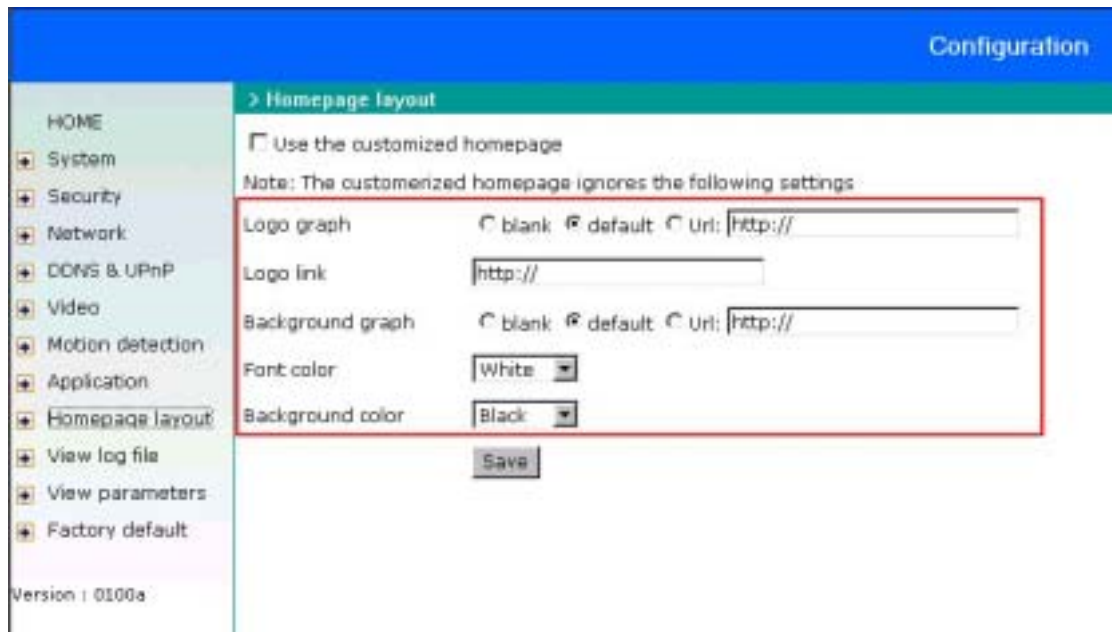 Configuration
> Homepage layout
HOME
System
Security
Network
DDNS & UPnP
Video
Motion detection
Application
Homepage layout
View log file
View parameters
Factory default
Version : 0100a
Use the customized homepage
Note: The customerized homepage ignores the following settings
Logo graph blank default Url: http://
Logo link http://
Background graph blank default Url: http://
Font color White
Background color Black
Save